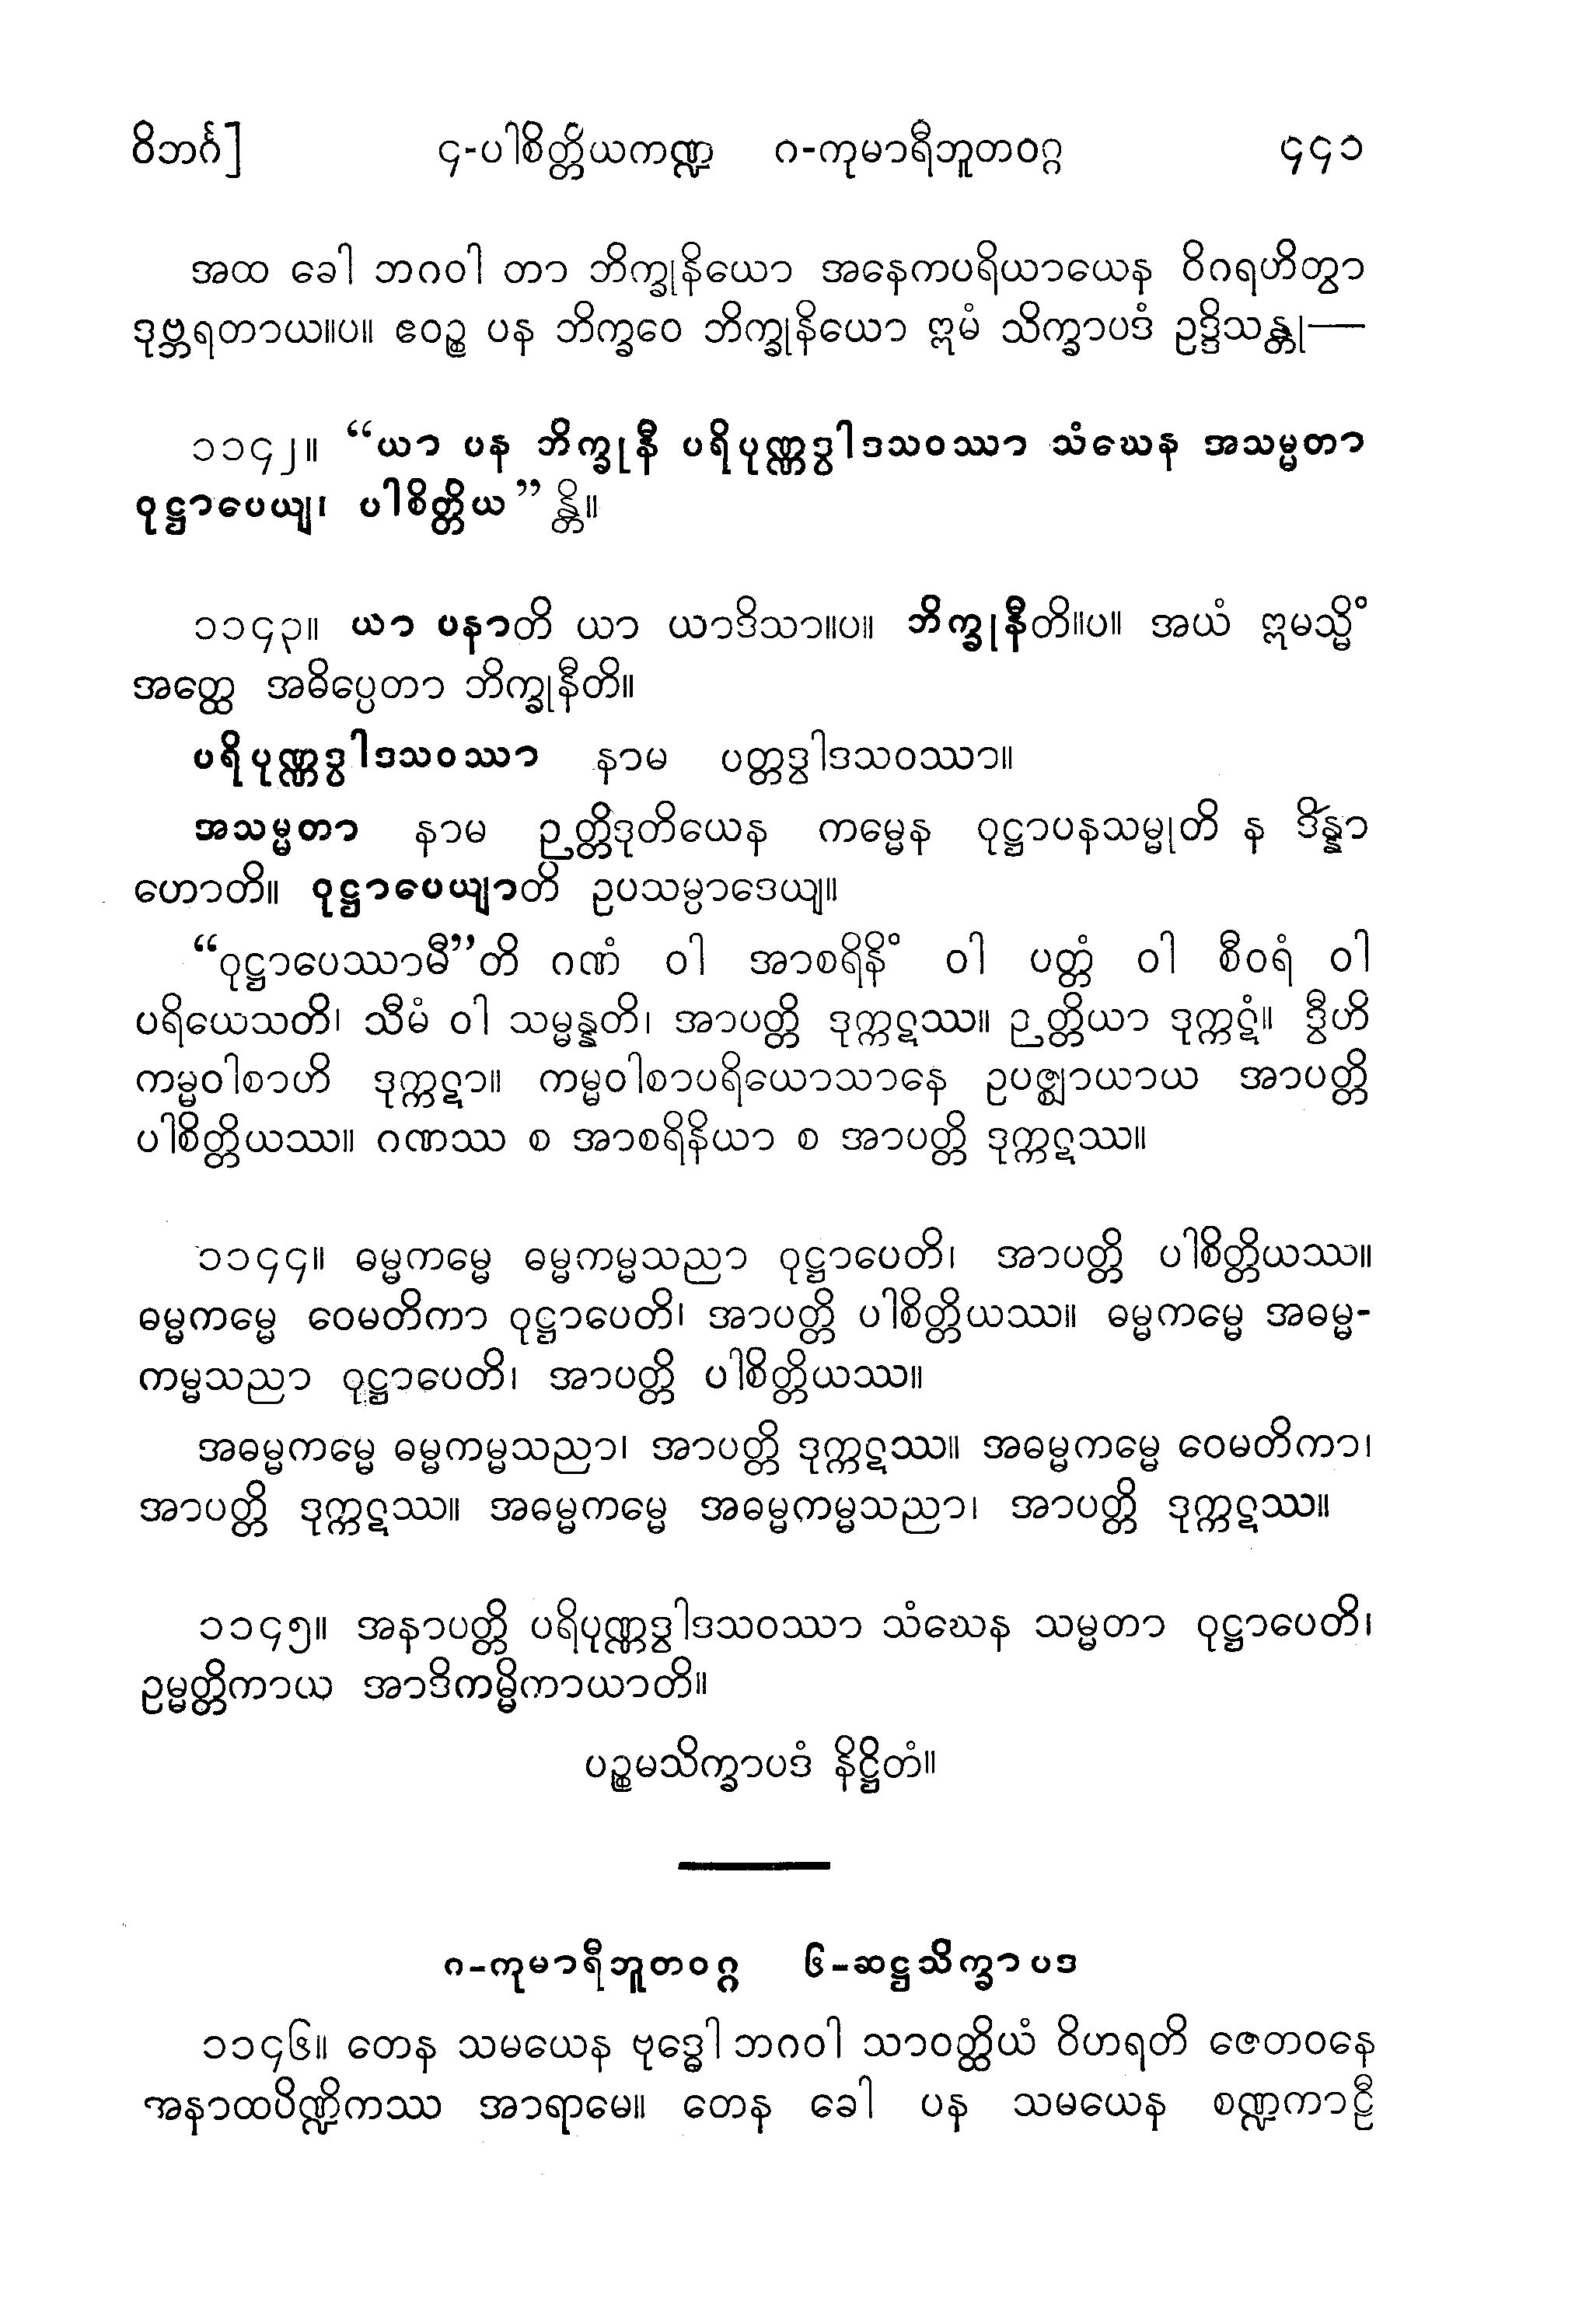 ဝိဘင်္ဂ]	၄-ပါစိတ္တိယကဏ္ဍ ဂ-ကုမာရီဘူတဝဂ္ဂ	၄၄၁
အထ ခေါ ဘဂဝါ တာ ဘိက္ခုနိယော အနေကပရိယာယေန ဝိဂရဟိတွာ
ဒုဗ္ဘရတာယ။ပ။ ဧဝဉ္စ ပန ဘိက္ခဝေ ဘိက္ခုနိယော ဣမံ သိက္ခာပဒံ ဥဒ္ဒိသန္တု—
၁၁၄၂။ “ယာ ပန ဘိက္ခုနီ ပရိပုဏ္ဏဒွါဒသဝဿာ သံဃေန အသမ္မတာ
ဝုဋ္ဌာပေယျ၊ ပါစိတ္တိယ” န္တိ။
၁၁၄၃။ ယာ ပနာတိ ယာ ယာဒိသာ။ပ။ ဘိက္ခုနီတိ။ပ။ အယံ ဣမသ္မိံ
အတ္ထေ အဓိပ္ပေတာ ဘိက္ခုနီတိ။
ပရိပုဏ္ဏဒွါဒသဝဿာ နာမ ပတ္တဒွါဒသဝဿာ။
အသမ္မတာ နာမ ဉတ္တိဒုတိယေန ကမ္မေန ဝုဋ္ဌာပနသမ္မုတိ န ဒိန္နာ
ဟောတိ။ ဝုဋ္ဌာပေယျာတိ ဥပသမ္ပာဒေယျ။
“ဝုဋ္ဌာပေဿာမီ”တိ ဂဏံ ဝါ အာစရိနိံ ဝါ ပတ္တံ ဝါ စီဝရံ ဝါ
ပရိယေသတိ၊ သီမံ ဝါ သမ္မန္နတိ၊ အာပတ္တိ ဒုက္ကဋဿ။ ဉတ္တိယာ ဒုက္ကဋံ။ ဒွီဟိ
ကမ္မဝါစာဟိ ဒုက္ကဋာ။ ကမ္မဝါစာပရိယောသာနေ ဥပဇ္ဈာယာယ အာပတ္တိ
ပါစိတ္တိယဿ။ ဂဏဿ စ အာစရိနိယာ စ အာပတ္တိ ဒုက္ကဋဿ။
၁၁၄၄။ ဓမ္မကမ္မေ ဓမ္မကမ္မသညာ ဝုဋ္ဌာပေတိ၊ အာပတ္တိ ပါစိတ္တိယဿ။
ဓမ္မကမ္မေ ဝေမတိကာ ဝုဋ္ဌာပေတိ၊ အာပတ္တိ ပါစိတ္တိယဿ။ ဓမ္မကမ္မေ အဓမ္မ-
ကမ္မသညာ ဝုဋ္ဌာပေတိ၊ အာပတ္တိ ပါစိတ္တိယဿ။
အဓမ္မကမ္မေ ဓမ္မကမ္မသညာ၊ အာပတ္တိ ဒုက္ကဋဿ။ အဓမ္မကမ္မေ ဝေမတိကာ၊
အာပတ္တိ ဒုက္ကဋဿ။ အဓမ္မကမ္မေ အဓမ္မကမ္မသညာ၊ အာပတ္တိ ဒုက္ကဋဿ။
၁၁၄၅။ အနာပတ္တိ ပရိပုဏ္ဏဒွါဒသဝဿာ သံဃေန သမ္မတာ ဝုဋ္ဌာပေတိ၊
ဥမ္မတ္တိကာယ အာဒိကမ္မိကာယာတိ။
ပဉ္စမသိက္ခာပဒံ နိဋ္ဌိတံ။
ဂ-ကုမာရီဘူတဝဂ္ဂ ၆-ဆဋ္ဌသိက္ခာပဒ
၁၁၄၆။ တေန သမယေန ဗုဒ္ဓေါ ဘဂဝါ သာဝတ္ထိယံ ဝိဟရတိ ဇေတဝနေ
အနာထပိဏ္ဍိကဿ အာရာမေ။ တေန ခေါ ပန သမယေန စဏ္ဍကာဠီ